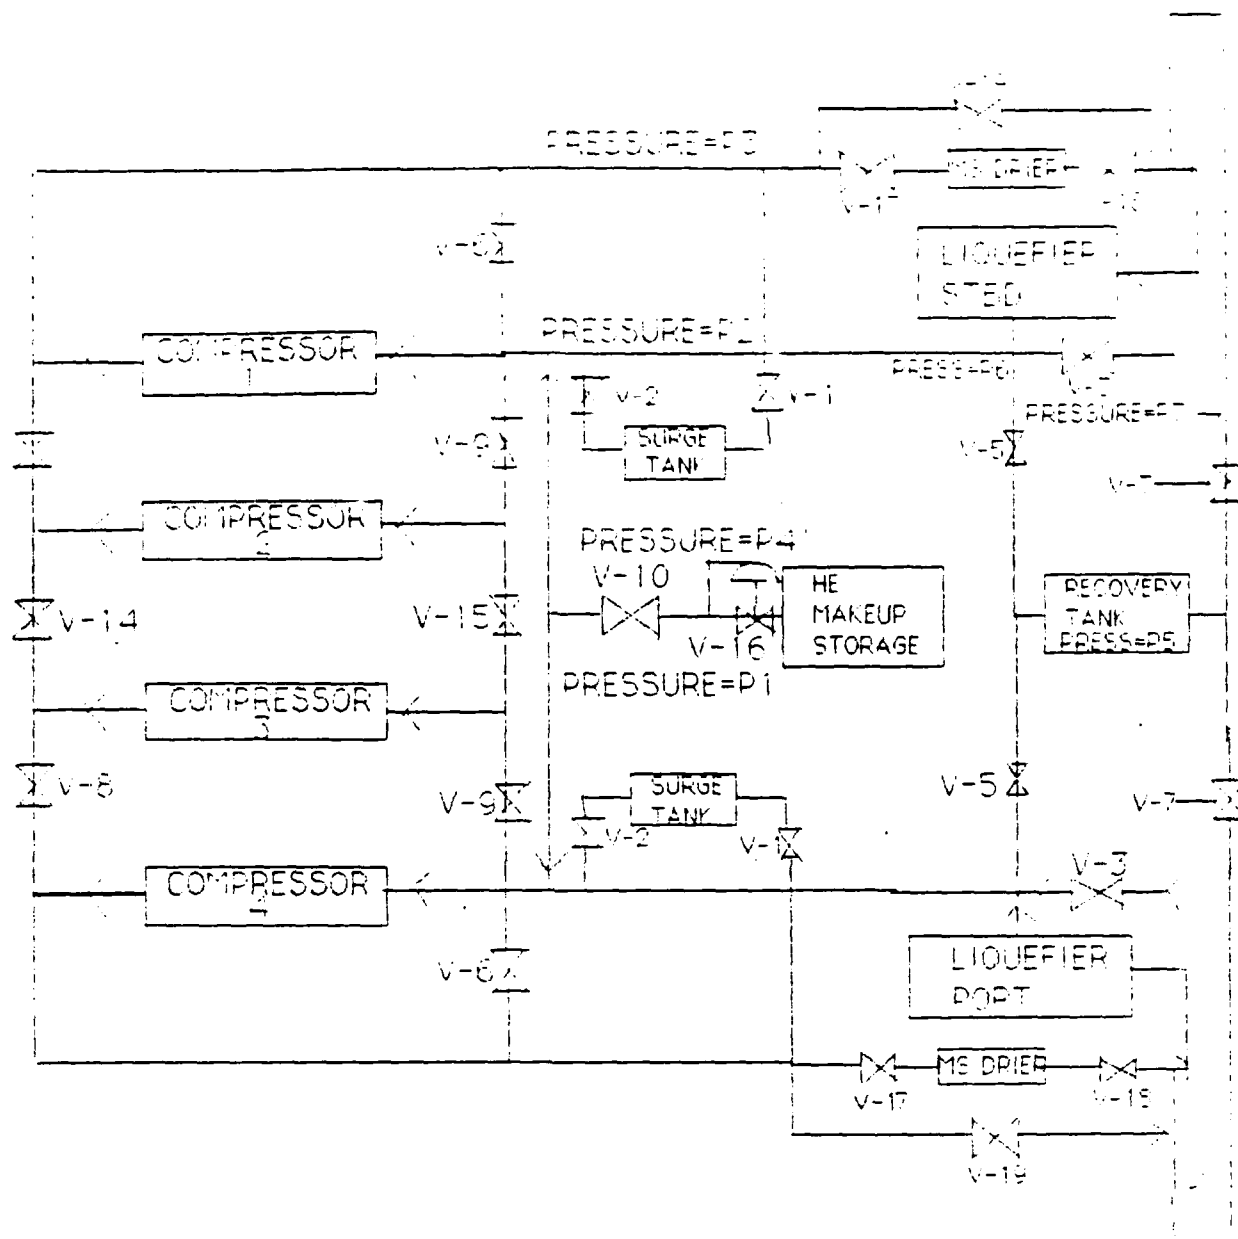 PRESSURE=P3
MS DRIER
V-6
LIQUEFIER
STBD
PRESSURE=P2
COMPRESSOR
1
PRESS=P6
V-2
V-1
PRESSURE=P7
SURGE
TANK
V-9
V-5
COMPRESSOR
2
PRESSURE=P4
V-10
HE
MAKEUP
STORAGE
RECOVERY
TANK
PRESS=P5
V-14
V-15
V-16
PRESSURE=P1
COMPRESSOR
3
V-8
V-9
SURGE
TANK
V-5
V-7
V-2
V-1
V-3
COMPRESSOR
4
V-6
LIQUEFIER
PORT
MS DRIER
V-17
V-18
V-19